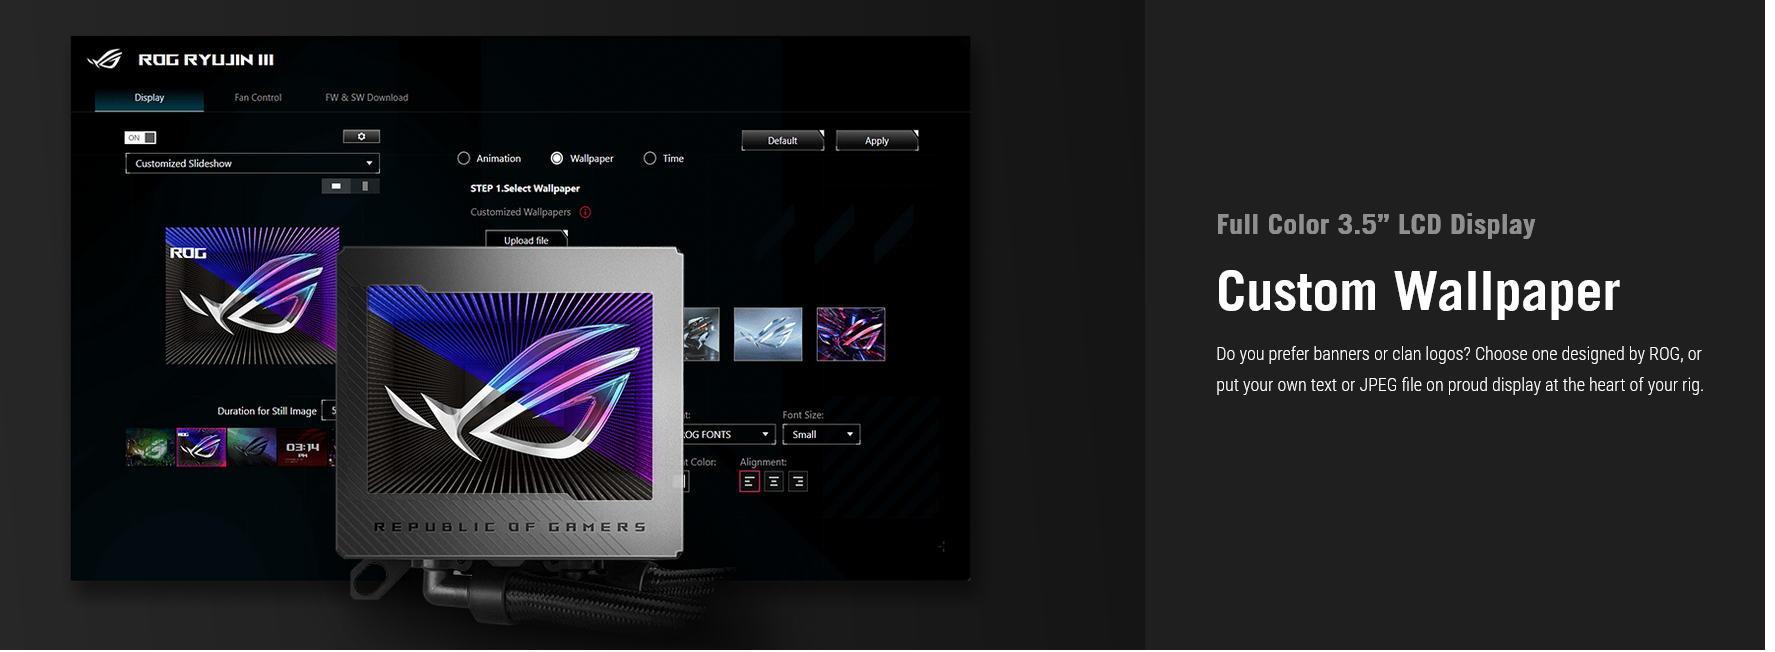 ROG RYUJIN III
Display
Fan Control
FW & SW Download
ON
Customized Slideshow
Animation
Wallpaper
Time
Default
Apply
STEP 1.Select Wallpaper
Customized Wallpapers
Upload file
ROG
Duration for Still Image
ROG
03:14
PM
FONTS
Font Size:
Small
Color:
Alignment:
REPUBLIC OF GAMERS
Full Color 3.5” LCD Display
Custom Wallpaper
Do you prefer banners or clan logos? Choose one designed by ROG, or
put your own text or JPEG file on proud display at the heart of your rig.